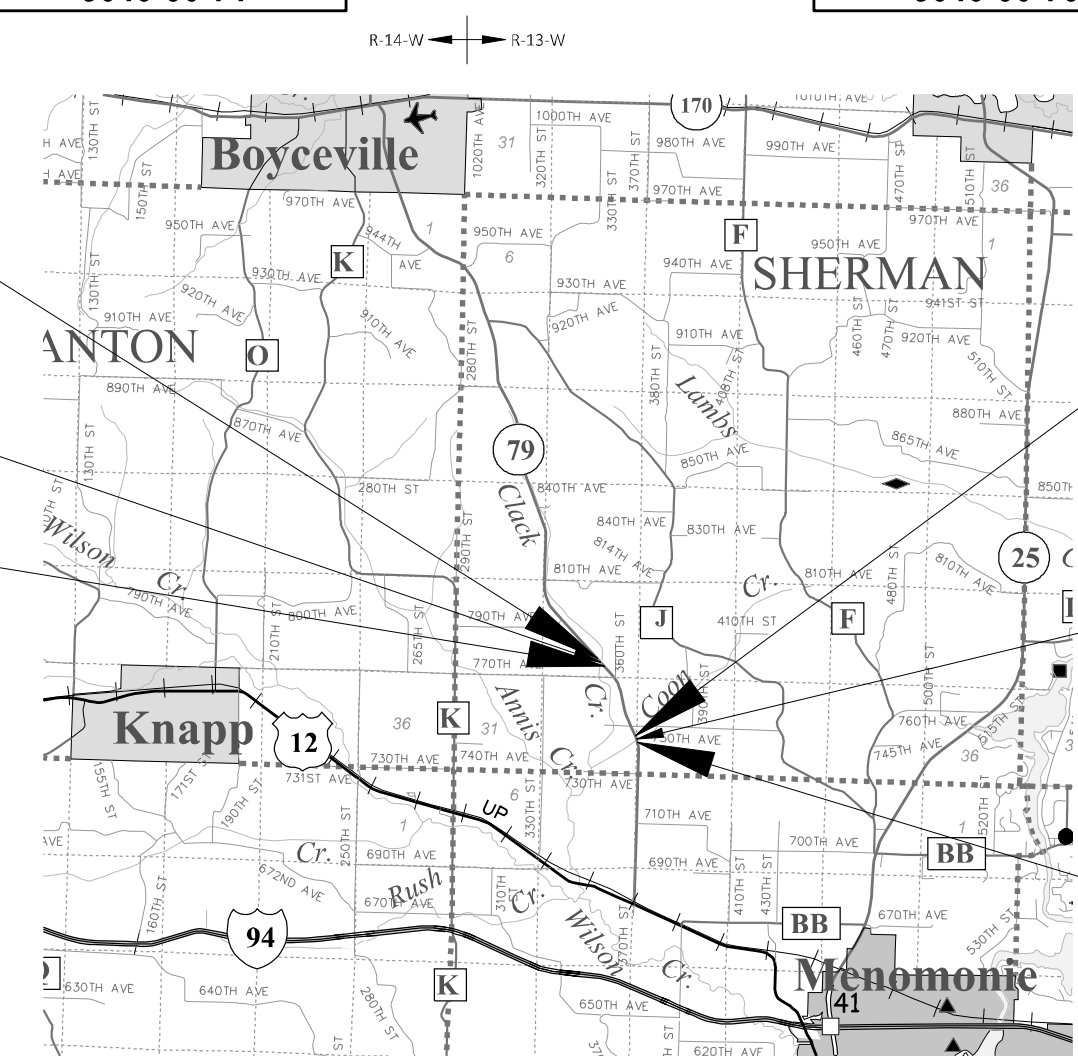 R-14-W R-13-W
170
1010TH AVE
1000TH AVE
130TH ST
H AVE
Boyceville
1020TH AVE
31
320TH ST
980TH AVE
370TH ST
990TH AVE
470TH ST
510TH ST
36
H AVE
150TH ST
970TH AVE
330TH ST
970TH AVE
970TH AVE
950TH AVE
944TH
AVE
1
950TH AVE
6
F
950TH AVE
1
K
130TH ST
930TH AVE
940TH AVE
SHERMAN
920TH AVE
930TH AVE
941ST ST
910TH AVE
910TH AVE
920TH AVE
910TH AVE
460TH ST
470TH ST
920TH AVE
ANTON
O
280TH ST
380TH ST
408TH ST
510TH ST
890TH AVE
Lambs
870TH AVE
880TH AVE
130TH ST
79
865TH AVE
850TH AVE
280TH ST
840TH AVE
850TH
Clack
840TH AVE
830TH AVE
Wilson
290TH ST
814TH AVE
25
Cr.
810TH AVE
Cr.
810TH AVE
480TH ST
810TH AVE
790TH AVE
800TH AVE
790TH AVE
J
410TH ST
F
210TH ST
265TH ST
360TH ST
770TH AVE
Coon
390TH ST
500TH ST
Knapp
12
36
K
31
Annis
Cr.
760TH AVE
515TH ST
750TH AVE
745TH AVE
36
730TH AVE
740TH AVE
Cr.
731ST AVE
730TH AVE
155TH ST
171ST
190TH ST
6
UP
330TH ST
710TH AVE
520TH ST
1
1
250TH ST
700TH AVE
BB
AVE
Cr.
690TH AVE
690TH AVE
672ND AVE
Rush
310TH ST
Cr.
410TH ST
430TH ST
160TH ST
670TH AVE
670TH AVE
94
Wilson
370TH ST
BB
530TH ST
Cr.
Menomonie
630TH AVE
640TH AVE
K
280TH ST
650TH AVE
41
620TH AVE